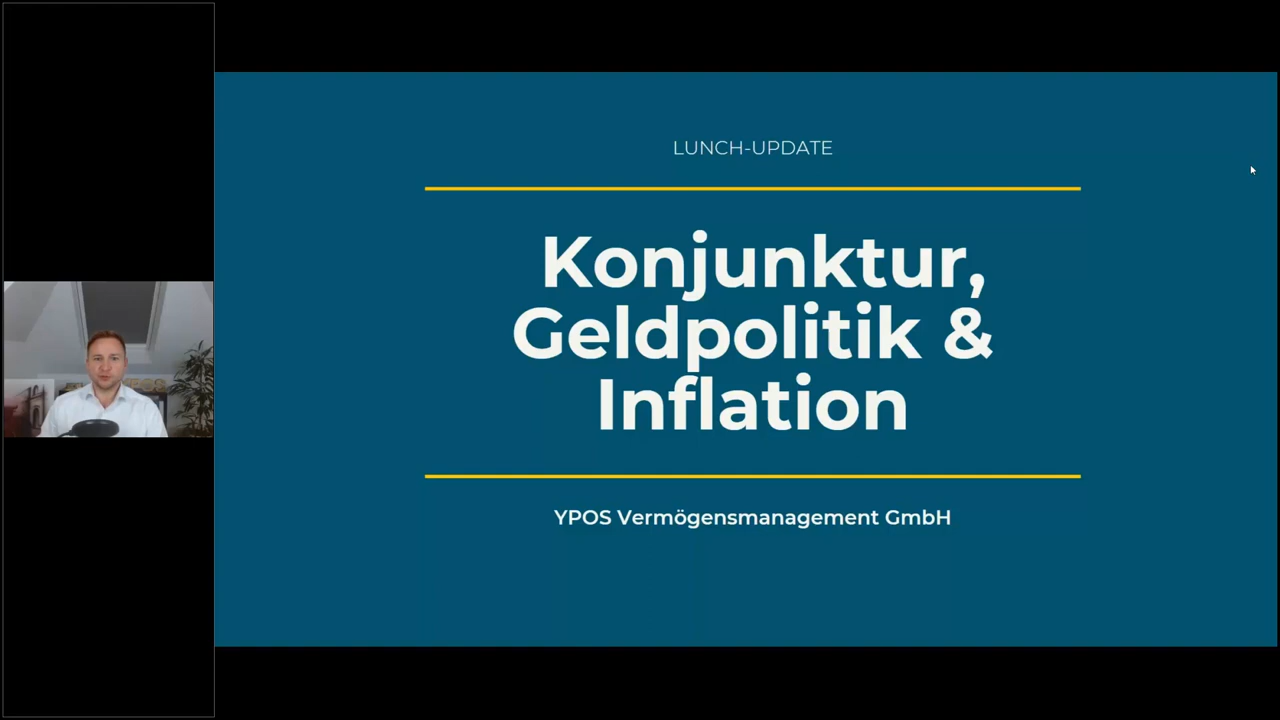 LUNCH-UPDATE
Konjunktur,
Geldpolitik &
Inflation
YPOS Vermögensmanagement GmbH